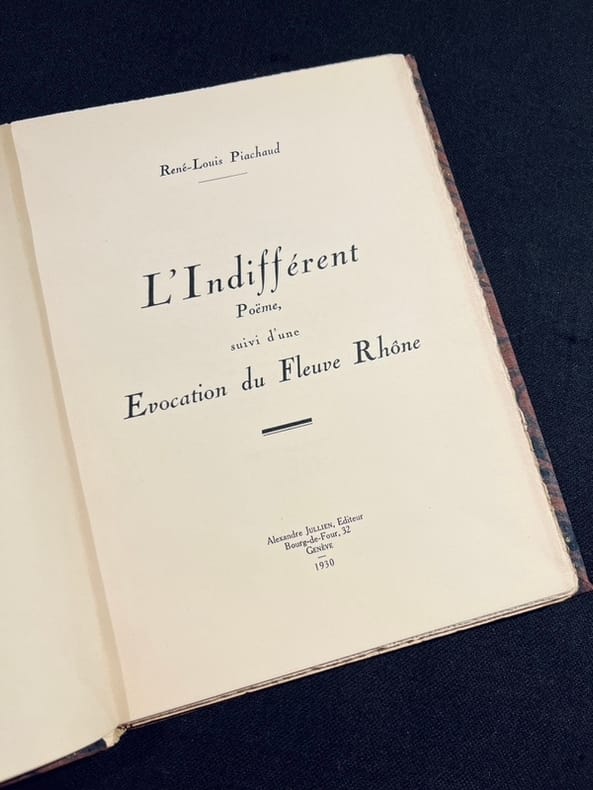 René-Louis Piachaud
L'Indifférent
Poëme,
suivi d'une
Evocation du Fleuve Rhône
Alexandre JULLIEN, Editeur
Bourg-de-Four, 32
GENÈVE
1930